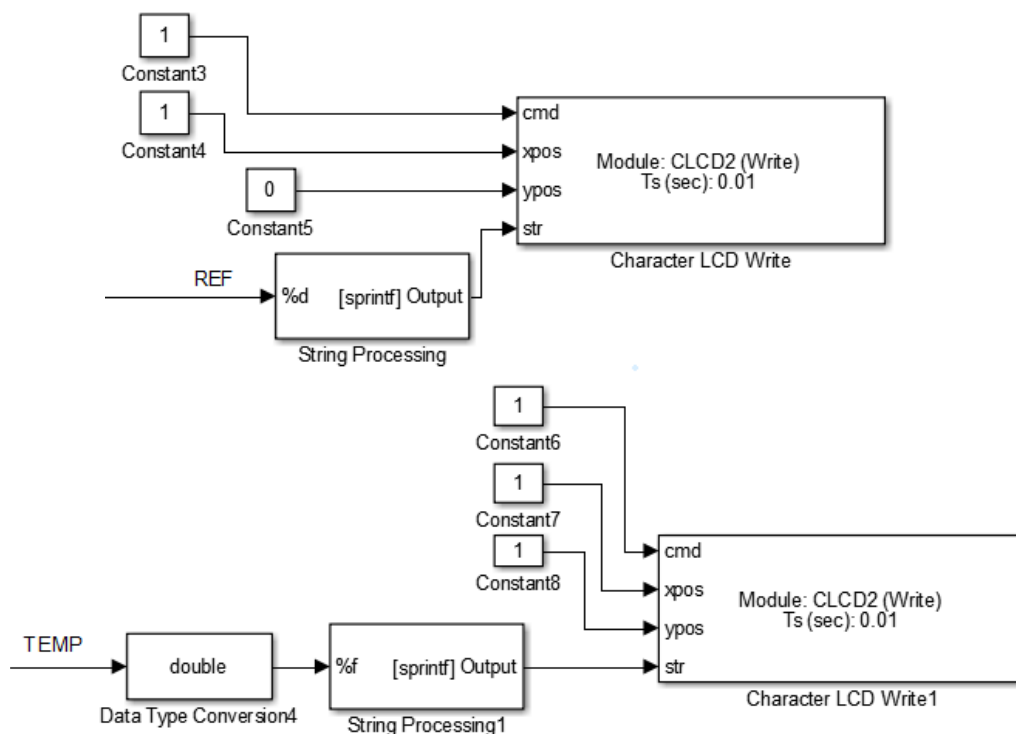 1
Constant3
1
Constant4
0
Constant5
cmd
xpos
ypos
str
Module: CLCD2 (Write)
Ts (sec): 0.01
Character LCD Write
REF
%d [sprintf] Output
String Processing
1
Constant6
1
Constant7
1
Constant8
cmd
xpos
ypos
str
Module: CLCD2 (Write)
Ts (sec): 0.01
Character LCD Write1
TEMP
double
Data Type Conversion4
%f [sprintf] Output
String Processing1